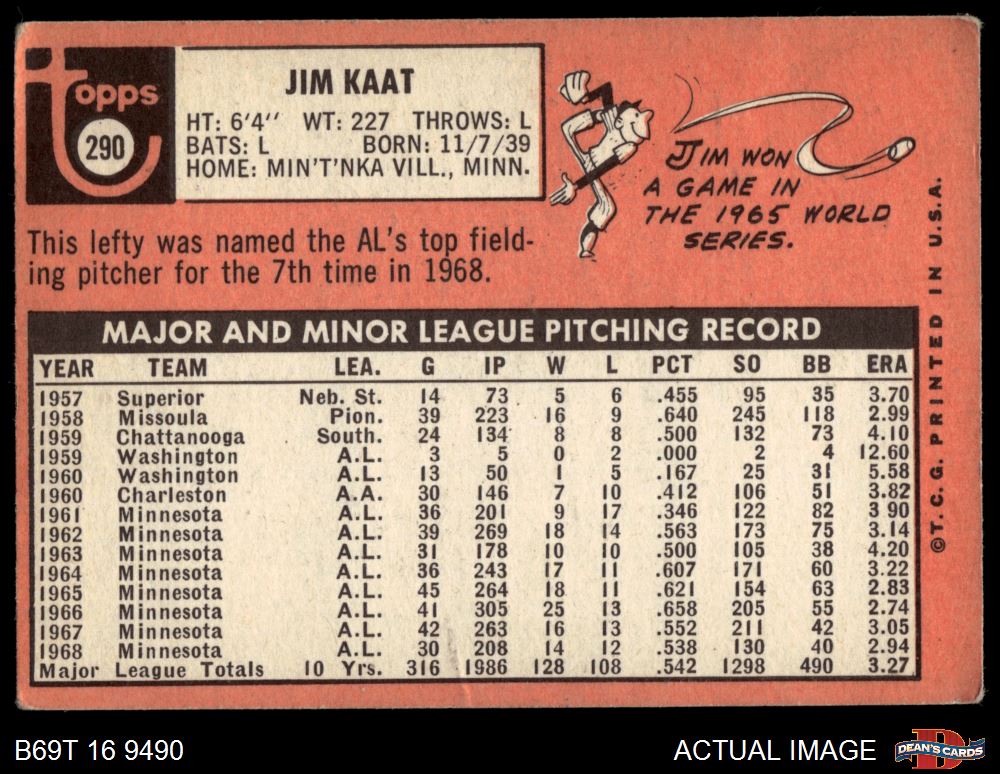 Topps
290
JIM KAAT
HT: 6'4" WT: 227 THROWS: L
BATS: L BORN: 11/7/39
HOME: MIN'T'NKA VILL., MINN.
JIM WON
A GAME IN
THE 1965 WORLD
SERIES.
This lefty was named the AL's top field-
ing pitcher for the 7th time in 1968.
MAJOR AND MINOR LEAGUE PITCHING RECORD
YEAR TEAM LEA. G IP W L PCT SO BB ERA
1957 Superior Neb. St. 14 73 5 6 .455 95 35 3.70
1958 Missoula Pion. 39 223 16 9 .640 245 118 2.99
1959 Chattanooga South. 24 134 8 8 .500 132 73 4.10
1959 Washington A.L. 3 5 0 2 .000 2 4 12.60
1960 Washington A.L. 13 50 1 5 .167 25 31 5.58
1960 Charleston A.A. 30 146 7 10 .412 106 51 3.82
1961 Minnesota A.L. 36 201 9 17 .346 122 82 3 90
1962 Minnesota A.L. 39 269 18 14 .563 173 75 3.14
1963 Minnesota A.L. 31 178 10 10 .500 105 38 4.20
1964 Minnesota A.L. 36 243 17 11 .607 171 60 3.22
1965 Minnesota A.L. 45 264 18 11 .621 154 63 2.83
1966 Minnesota A.L. 41 305 25 13 .658 205 55 2.74
1967 Minnesota A.L. 42 263 16 13 .552 211 42 3.05
1968 Minnesota A.L. 30 208 14 12 .538 130 40 2.94
Major League Totals 10 Yrs. 316 1986 128 108 .542 1298 490 3.27
©T.C.G. PRINTED IN U.S.A.
B69T 16 9490
ACTUAL IMAGE
DEAN'S CARDS